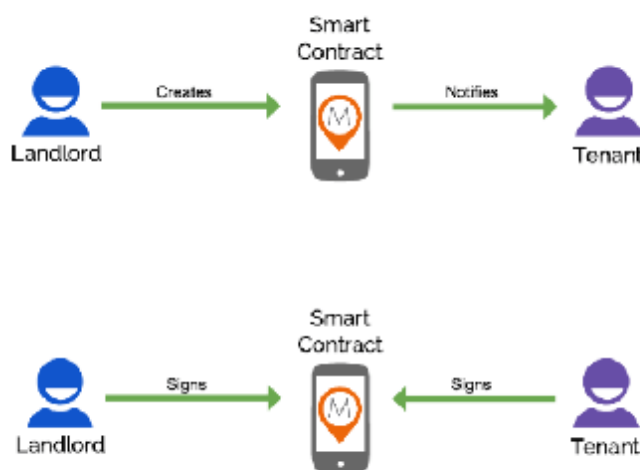 Smart
Contract
Creates
Notifies
M
Landlord
Tenant
Smart
Contract
Signs
Signs
M
Landlord
Tenant